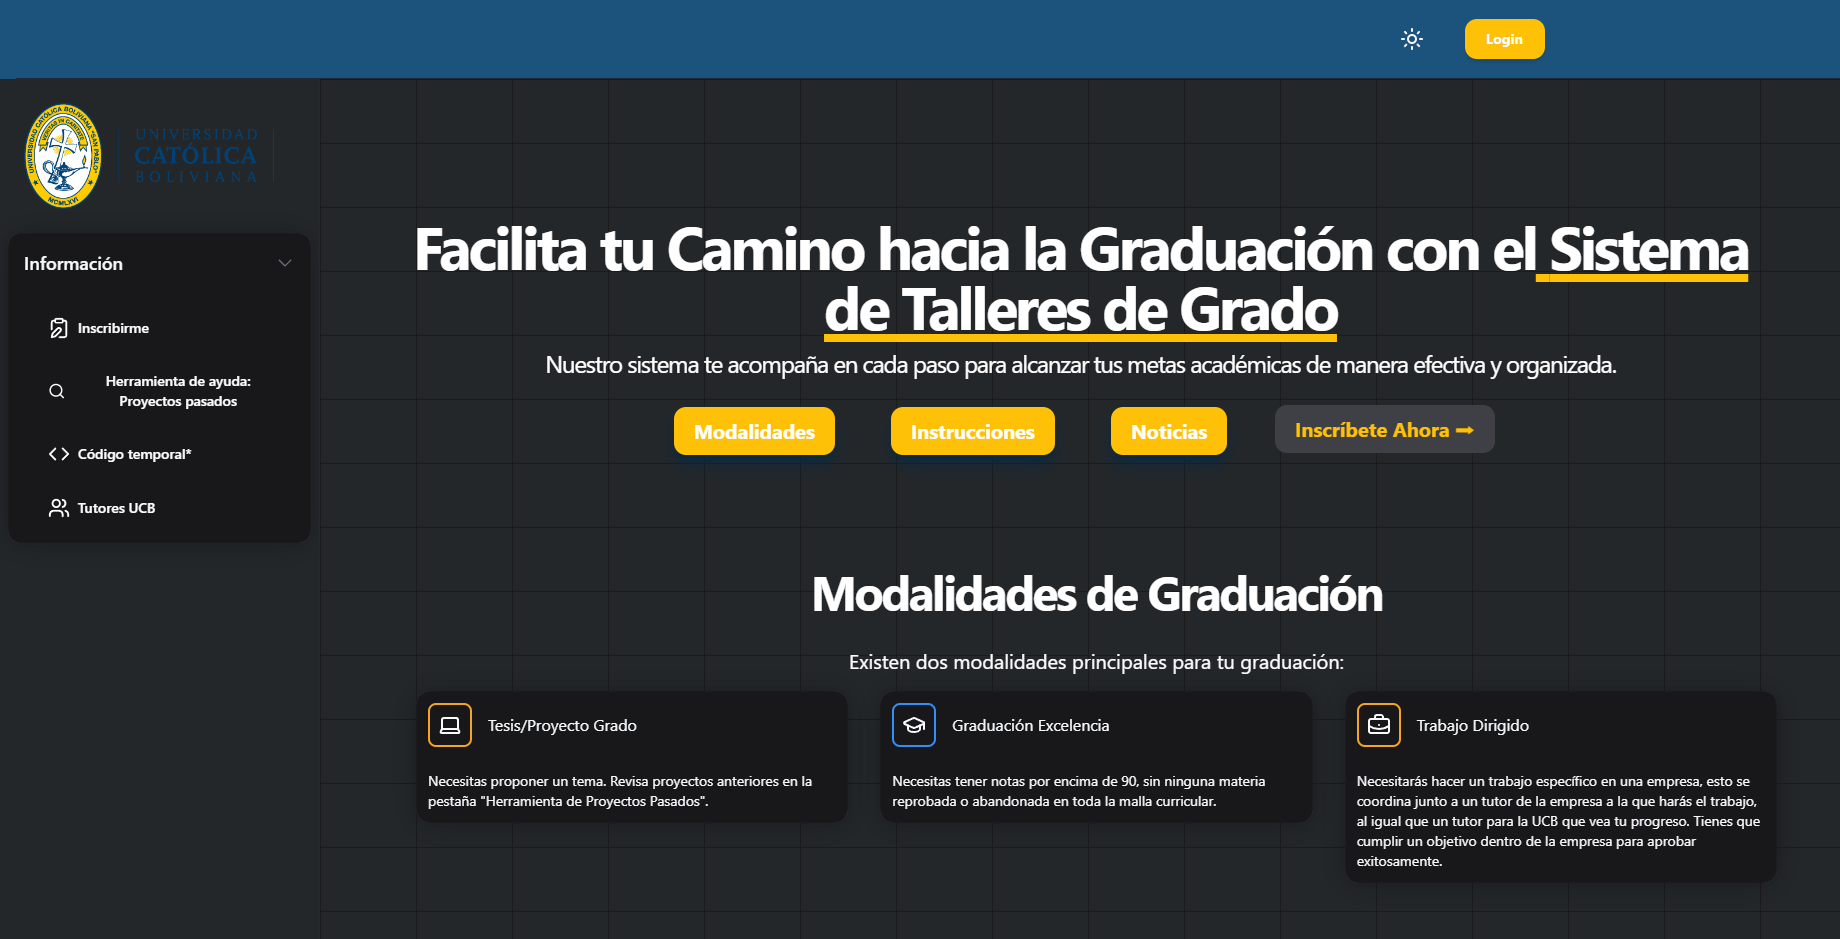 Login
UNIVERSIDAD CATÓLICA BOLIVIANA "SAN PABLO"
MCMLXVI
UNIVERSIDAD
CATÓLICA
BOLIVIANA
Información
Inscribirme
Herramienta de ayuda:
Proyectos pasados
Código temporal*
Tutores UCB
Facilita tu Camino hacia la Graduación con el Sistema
de Talleres de Grado
Nuestro sistema te acompaña en cada paso para alcanzar tus metas académicas de manera efectiva y organizada.
Modalidades
Instrucciones
Noticias
Inscríbete Ahora ➞
Modalidades de Graduación
Existen dos modalidades principales para tu graduación:
Tesis/Proyecto Grado
Necesitas proponer un tema. Revisa proyectos anteriores en la
pestaña "Herramienta de Proyectos Pasados".
Graduación Excelencia
Necesitas tener notas por encima de 90, sin ninguna materia
reprobada o abandonada en toda la malla curricular.
Trabajo Dirigido
Necesitarás hacer un trabajo específico en una empresa, esto se
coordina junto a un tutor de la empresa a la que harás el trabajo,
al igual que un tutor para la UCB que vea tu progreso. Tienes que
cumplir un objetivo dentro de la empresa para aprobar
exitosamente.